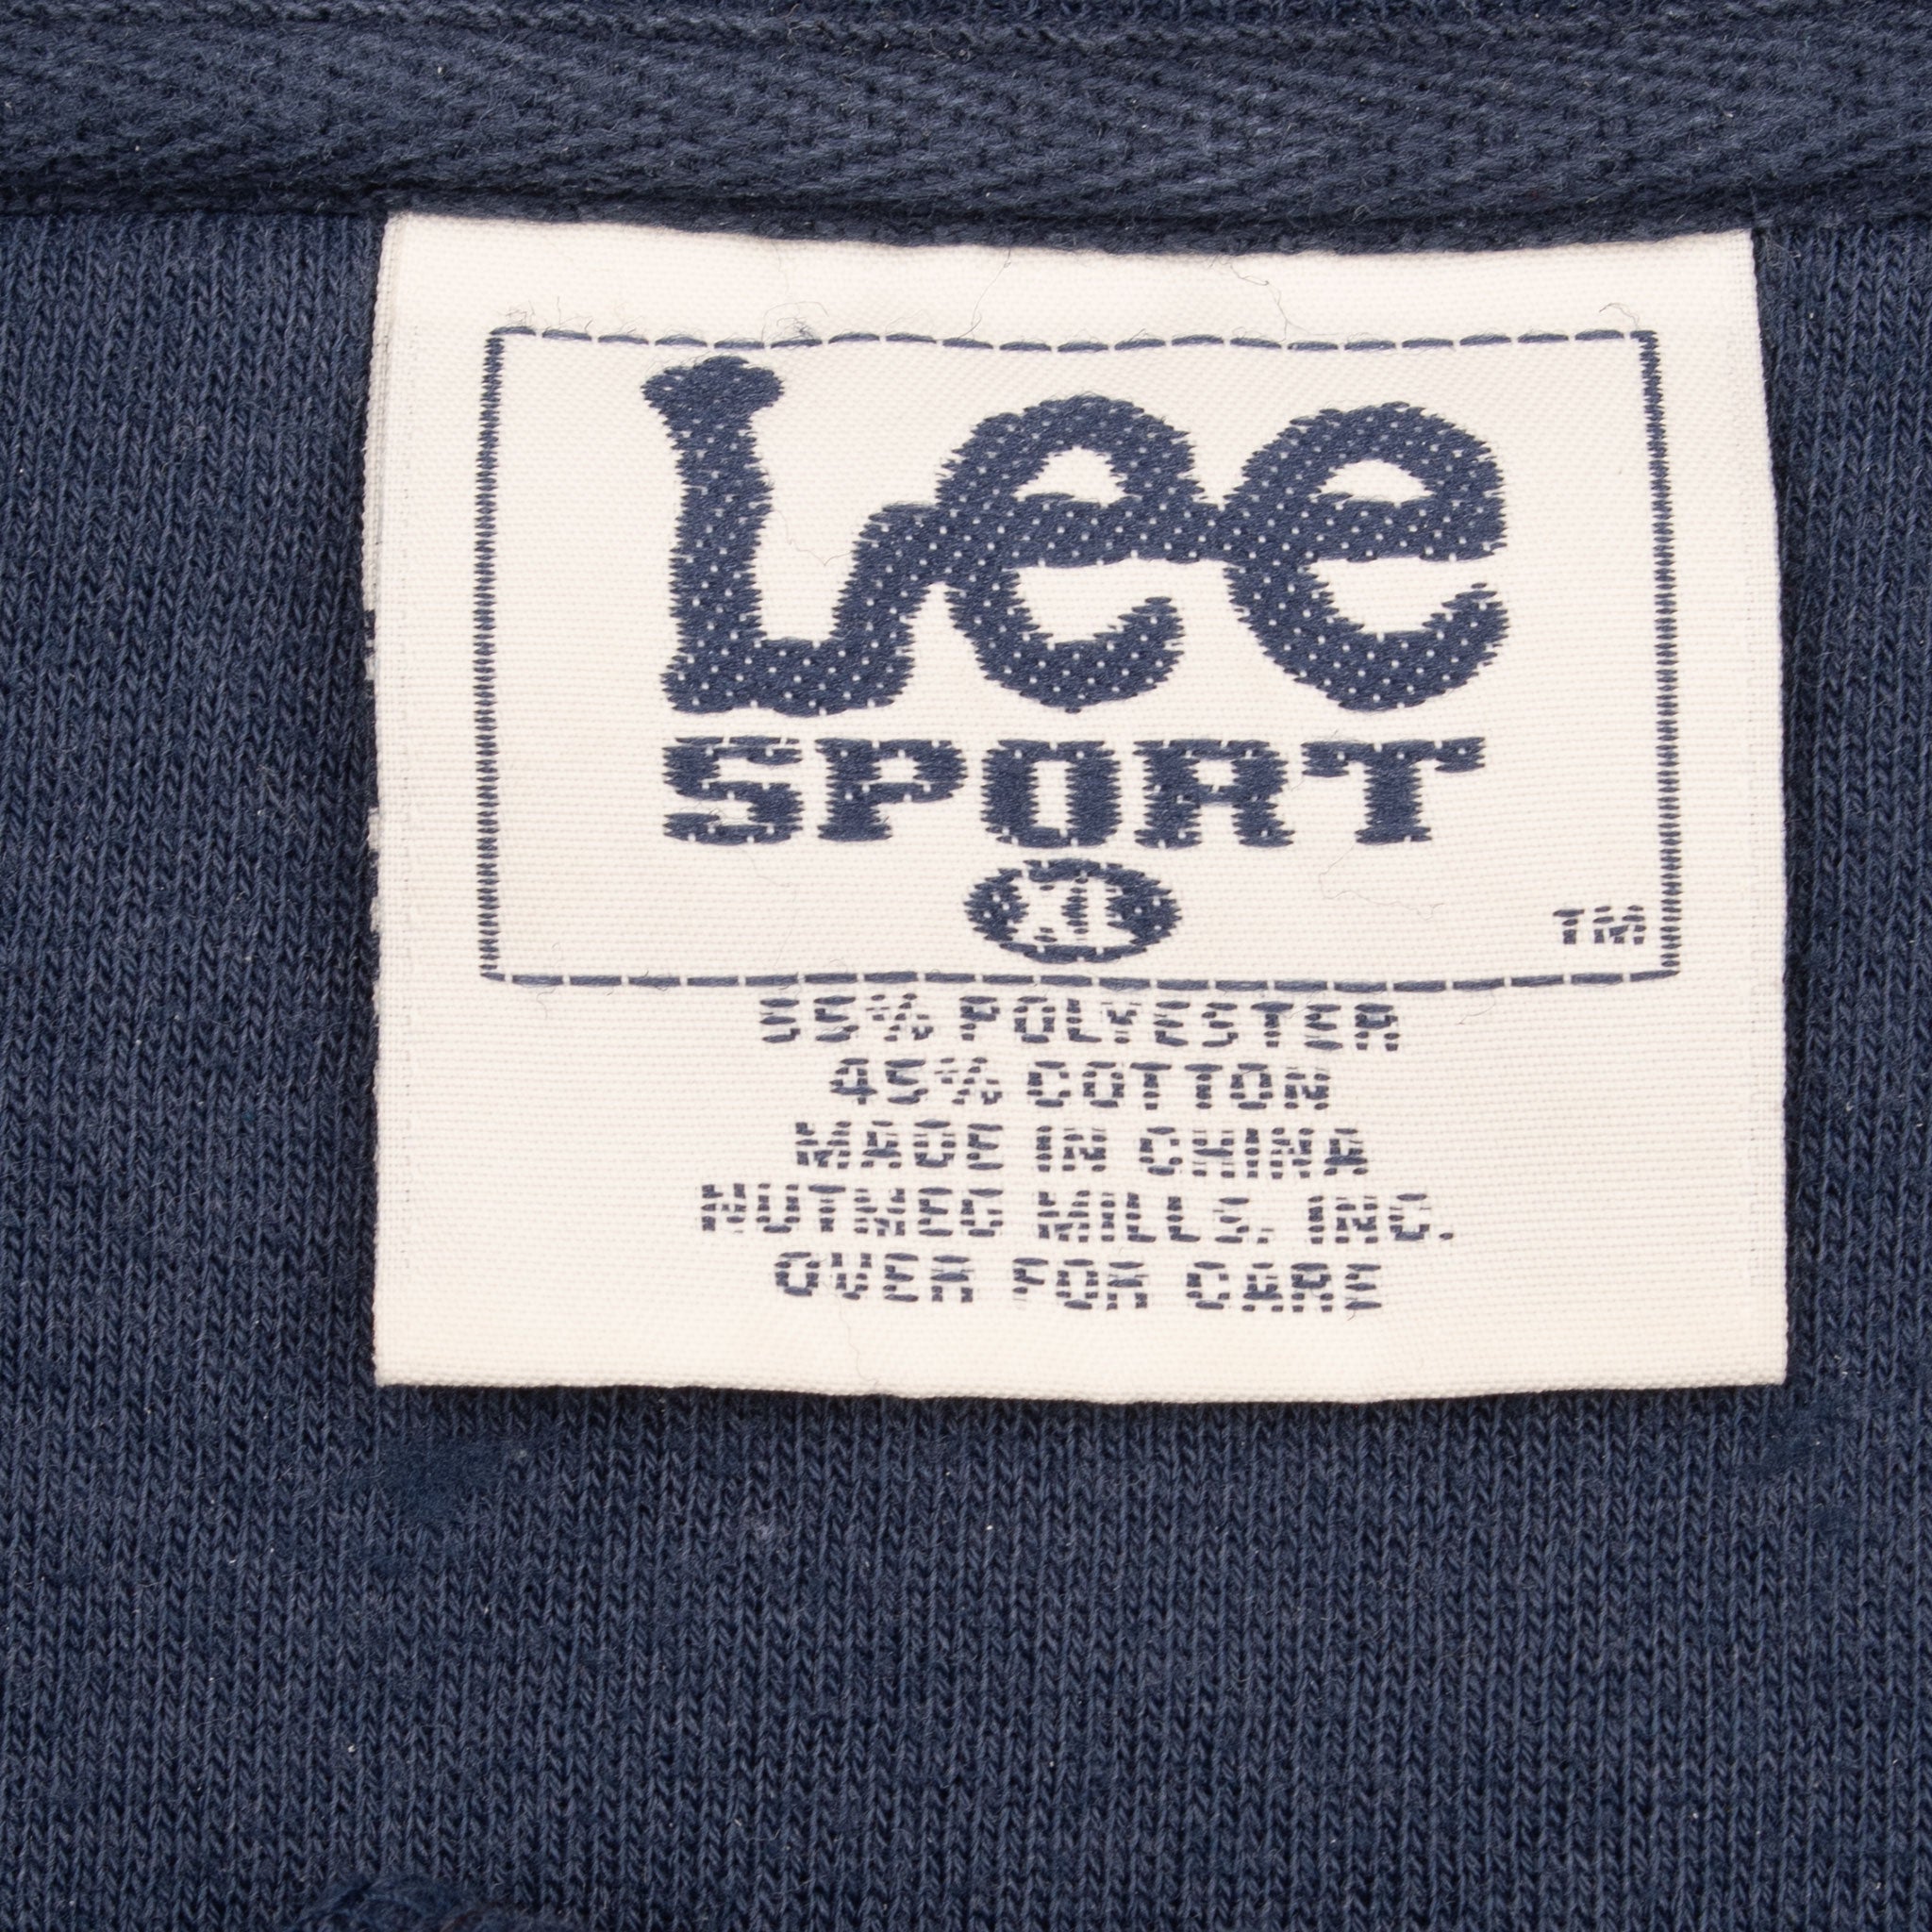 Lee
SPORT
XL
TM
55% POLYESTER
45% COTTON
MADE IN CHINA
NUTMEG MILLS, INC.
OVER FOR CARE